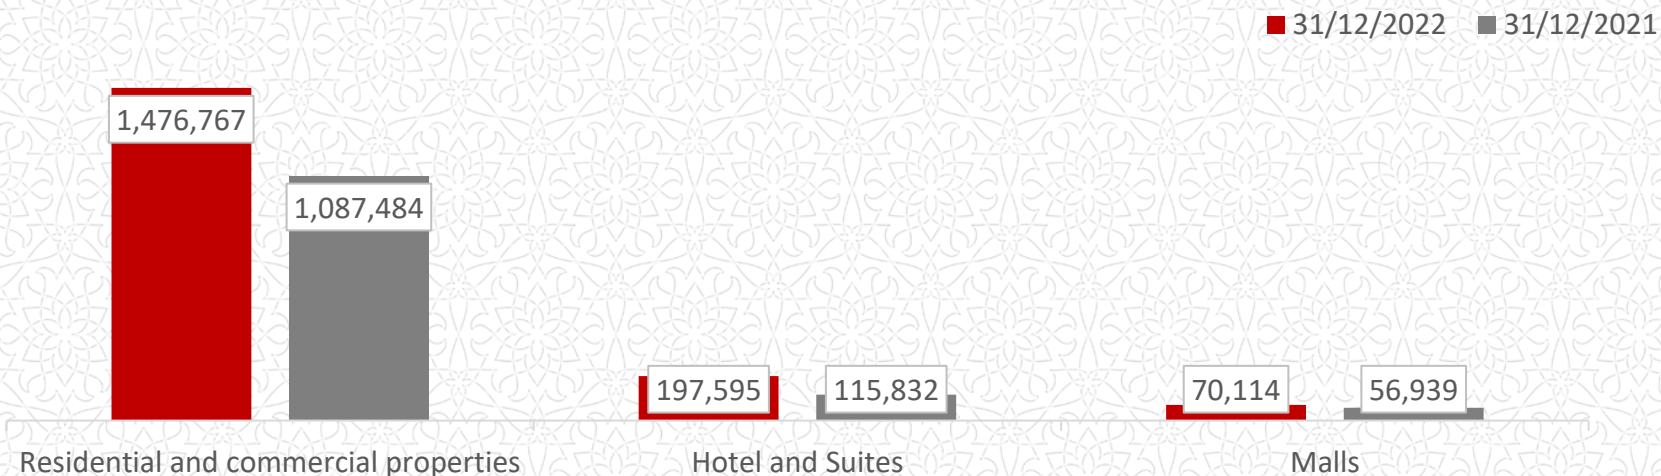 31/12/2022 31/12/2021
1,476,767
1,087,484
197,595 115,832 70,114 56,939
Residential and commercial properties Hotel and Suites Malls